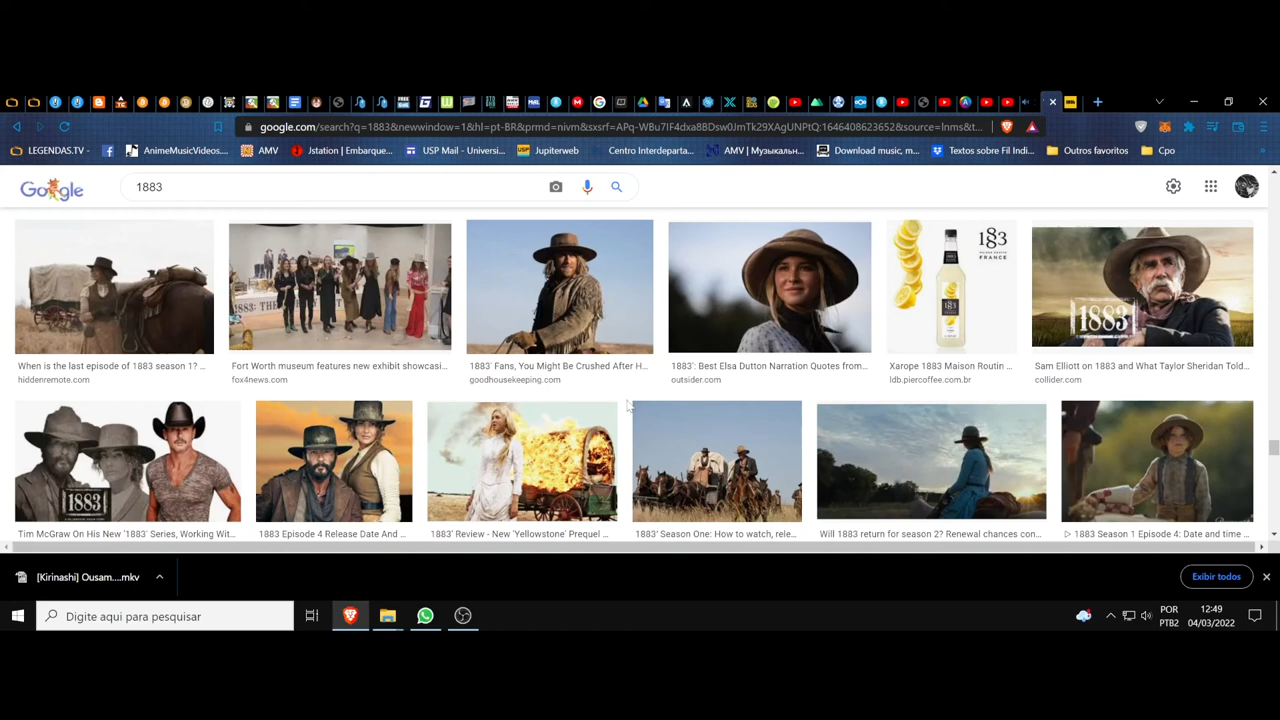 google.com/search?q=1883&newwindow=1&hl=pt-BR&prmd=nivm&sxsrf=APq-WBu7IF4dxa8BDsw0JmTk29XAgUNPtQ:1646408623652&source=lnms&t...
LEGENDAS.TV
AnimeMusicVideos...
AMV
Jstation | Embarque...
USP Mail - Universi...
Jupiterweb
Centro Interdeparta...
AMV | Музыкальн...
Download music, m...
Textos sobre Fil Indi...
Outros favoritos
Cpo
Google
1883
1883: THE
1883
MAISON ROUTIN
FRANCE
1883
When is the last episode of 1883 season 1? ...
hiddenremote.com
Fort Worth museum features new exhibit showcasi...
fox4news.com
1883' Fans, You Might Be Crushed After H...
goodhousekeeping.com
1883': Best Elsa Dutton Narration Quotes from...
outsider.com
Xarope 1883 Maison Routin ...
ldb.piercoffee.com.br
Sam Elliott on 1883 and What Taylor Sheridan Told...
collider.com
1883
Tim McGraw On His New '1883' Series, Working Wit...
1883 Episode 4 Release Date And ...
1883' Review - New 'Yellowstone' Prequel ...
1883' Season One: How to watch, rele...
Will 1883 return for season 2? Renewal chances con...
1883 Season 1 Episode 4: Date and time ...
[Kirinashi] Ousam....mkv
Exibir todos
Digite aqui para pesquisar
POR
PTB2
12:49
04/03/2022